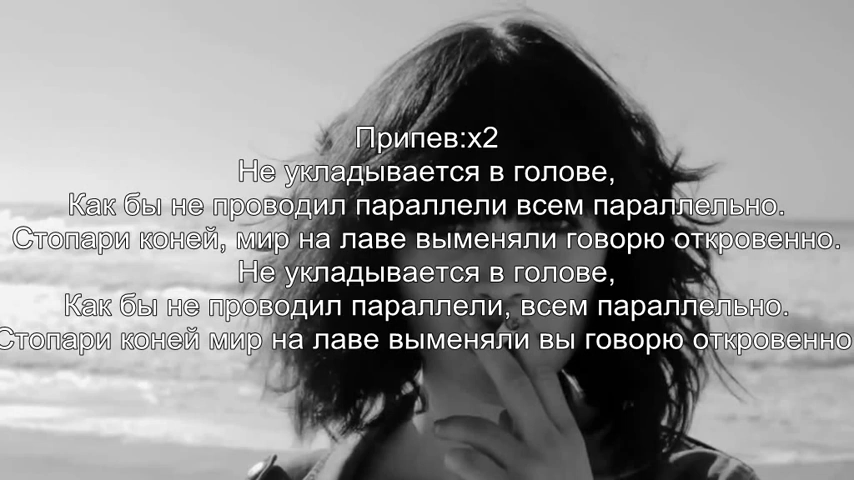 Припев:х2
Не укладывается в голове,
Как бы не проводил параллели всем параллельно.
Стопари коней, мир на лаве выменяли говорю откровенно.
Не укладывается в голове,
Как бы не проводил параллели, всем параллельно.
Стопари коней мир на лаве выменяли вы говорю откровенно